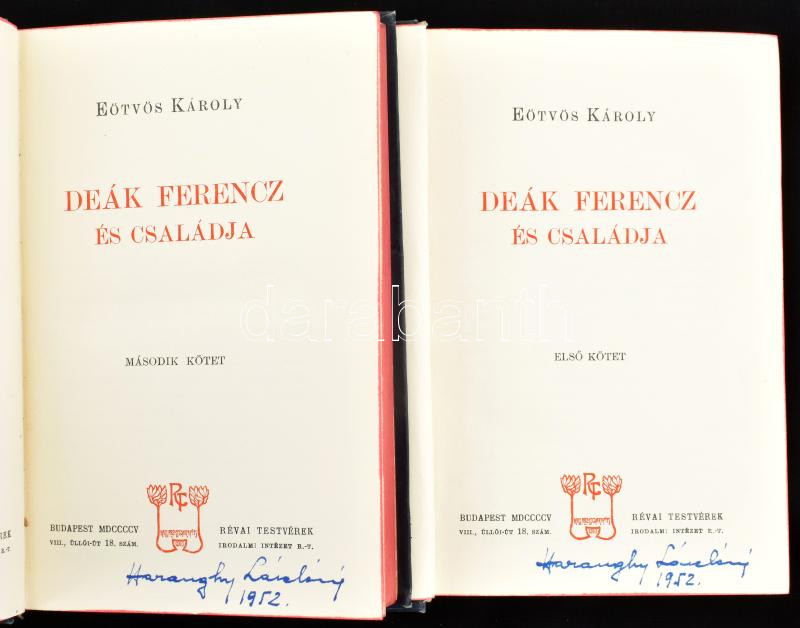 EÖTVÖS KÁROLY
DEÁK FERENCZ
ÉS CSALÁDJA
MÁSODIK KÖTET
BUDAPEST MDCCCCV
VIII., ÜLLŐI-ÚT 18. SZÁM.
RÉVAI TESTVÉREK
IRODALMI INTÉZET R.-T.
Haranghy Lászlóné
1952.
EÖTVÖS KÁROLY
DEÁK FERENCZ
ÉS CSALÁDJA
ELSŐ KÖTET
BUDAPEST MDCCCCV
VIII., ÜLLŐI-ÚT 18. SZÁM.
RÉVAI TESTVÉREK
IRODALMI INTÉZET R.-T.
Haranghy Lászlóné
1952.
darabanth